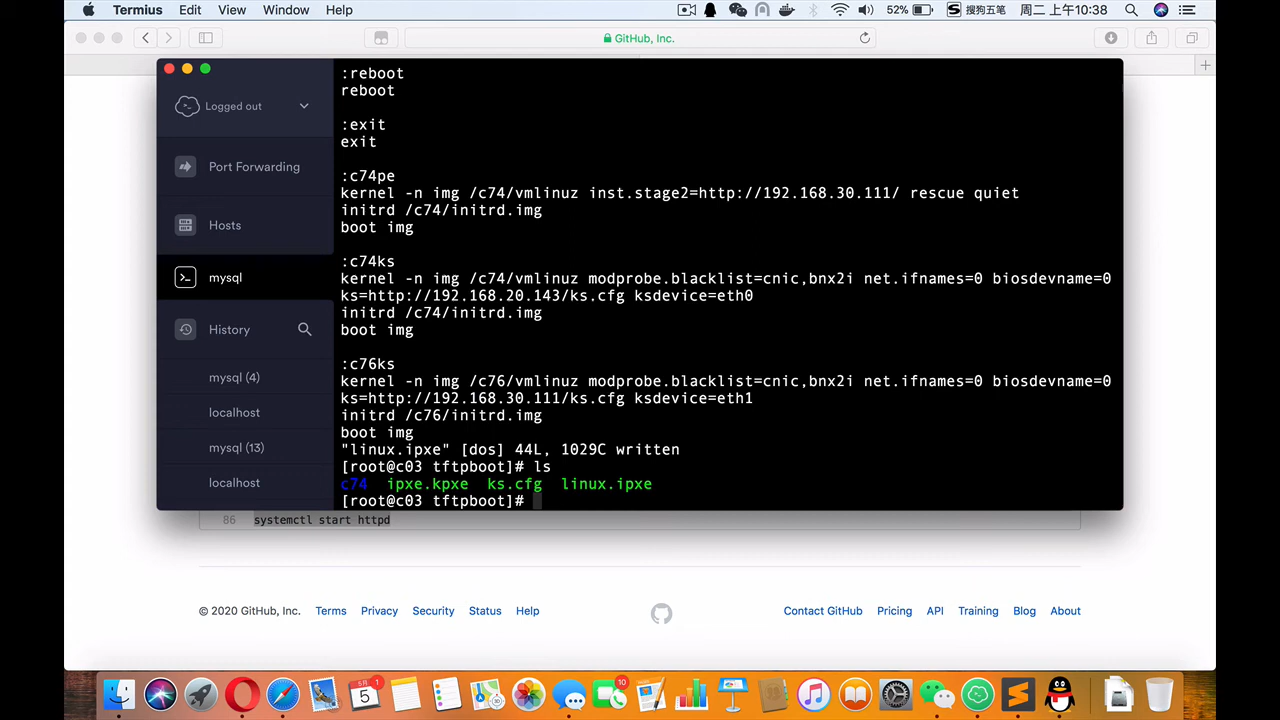 Termius Edit View Window Help 52% 搜狗五笔 周二 上午10:38
GitHub, Inc.
Logged out
Port Forwarding
Hosts
mysql
History
mysql (4)
localhost
mysql (13)
localhost
:reboot
reboot
:exit
exit
:c74pe
kernel -n img /c74/vmlinuz inst.stage2=http://192.168.30.111/ rescue quiet
initrd /c74/initrd.img
boot img
:c74ks
kernel -n img /c74/vmlinuz modprobe.blacklist=cnic,bnx2i net.ifnames=0 biosdevname=0
ks=http://192.168.20.143/ks.cfg ksdevice=eth0
initrd /c74/initrd.img
boot img
:c76ks
kernel -n img /c76/vmlinuz modprobe.blacklist=cnic,bnx2i net.ifnames=0 biosdevname=0
ks=http://192.168.30.111/ks.cfg ksdevice=eth1
initrd /c76/initrd.img
boot img
"linux.ipxe" [dos] 44L, 1029C written
[root@c03 tftpboot]# ls
c74 ipxe.kpxe ks.cfg linux.ipxe
[root@c03 tftpboot]#
86 systemctl start httpd
© 2020 GitHub, Inc. Terms Privacy Security Status Help Contact GitHub Pricing API Training Blog About
5月
5
1
10